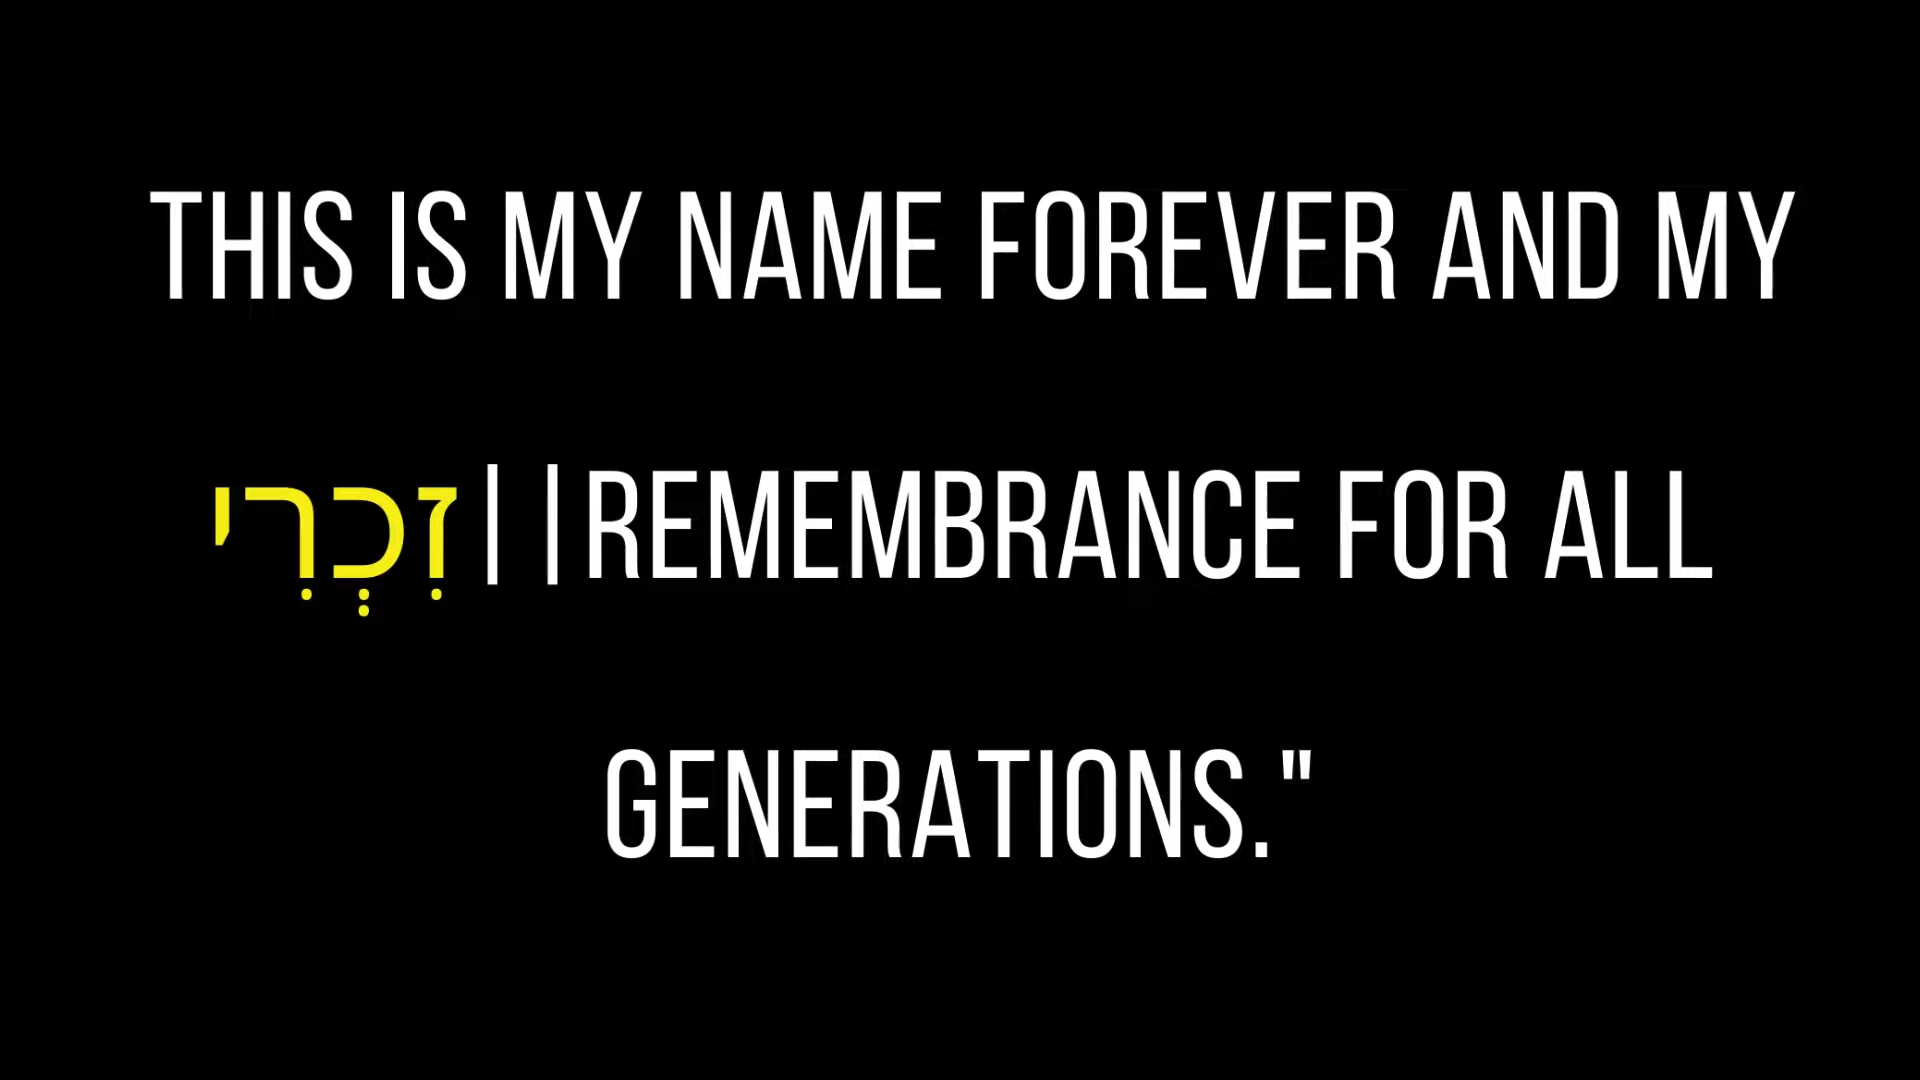 THIS IS MY NAME FOREVER AND MY
זִכְרִי| |REMEMBRANCE FOR ALL
GENERATIONS."